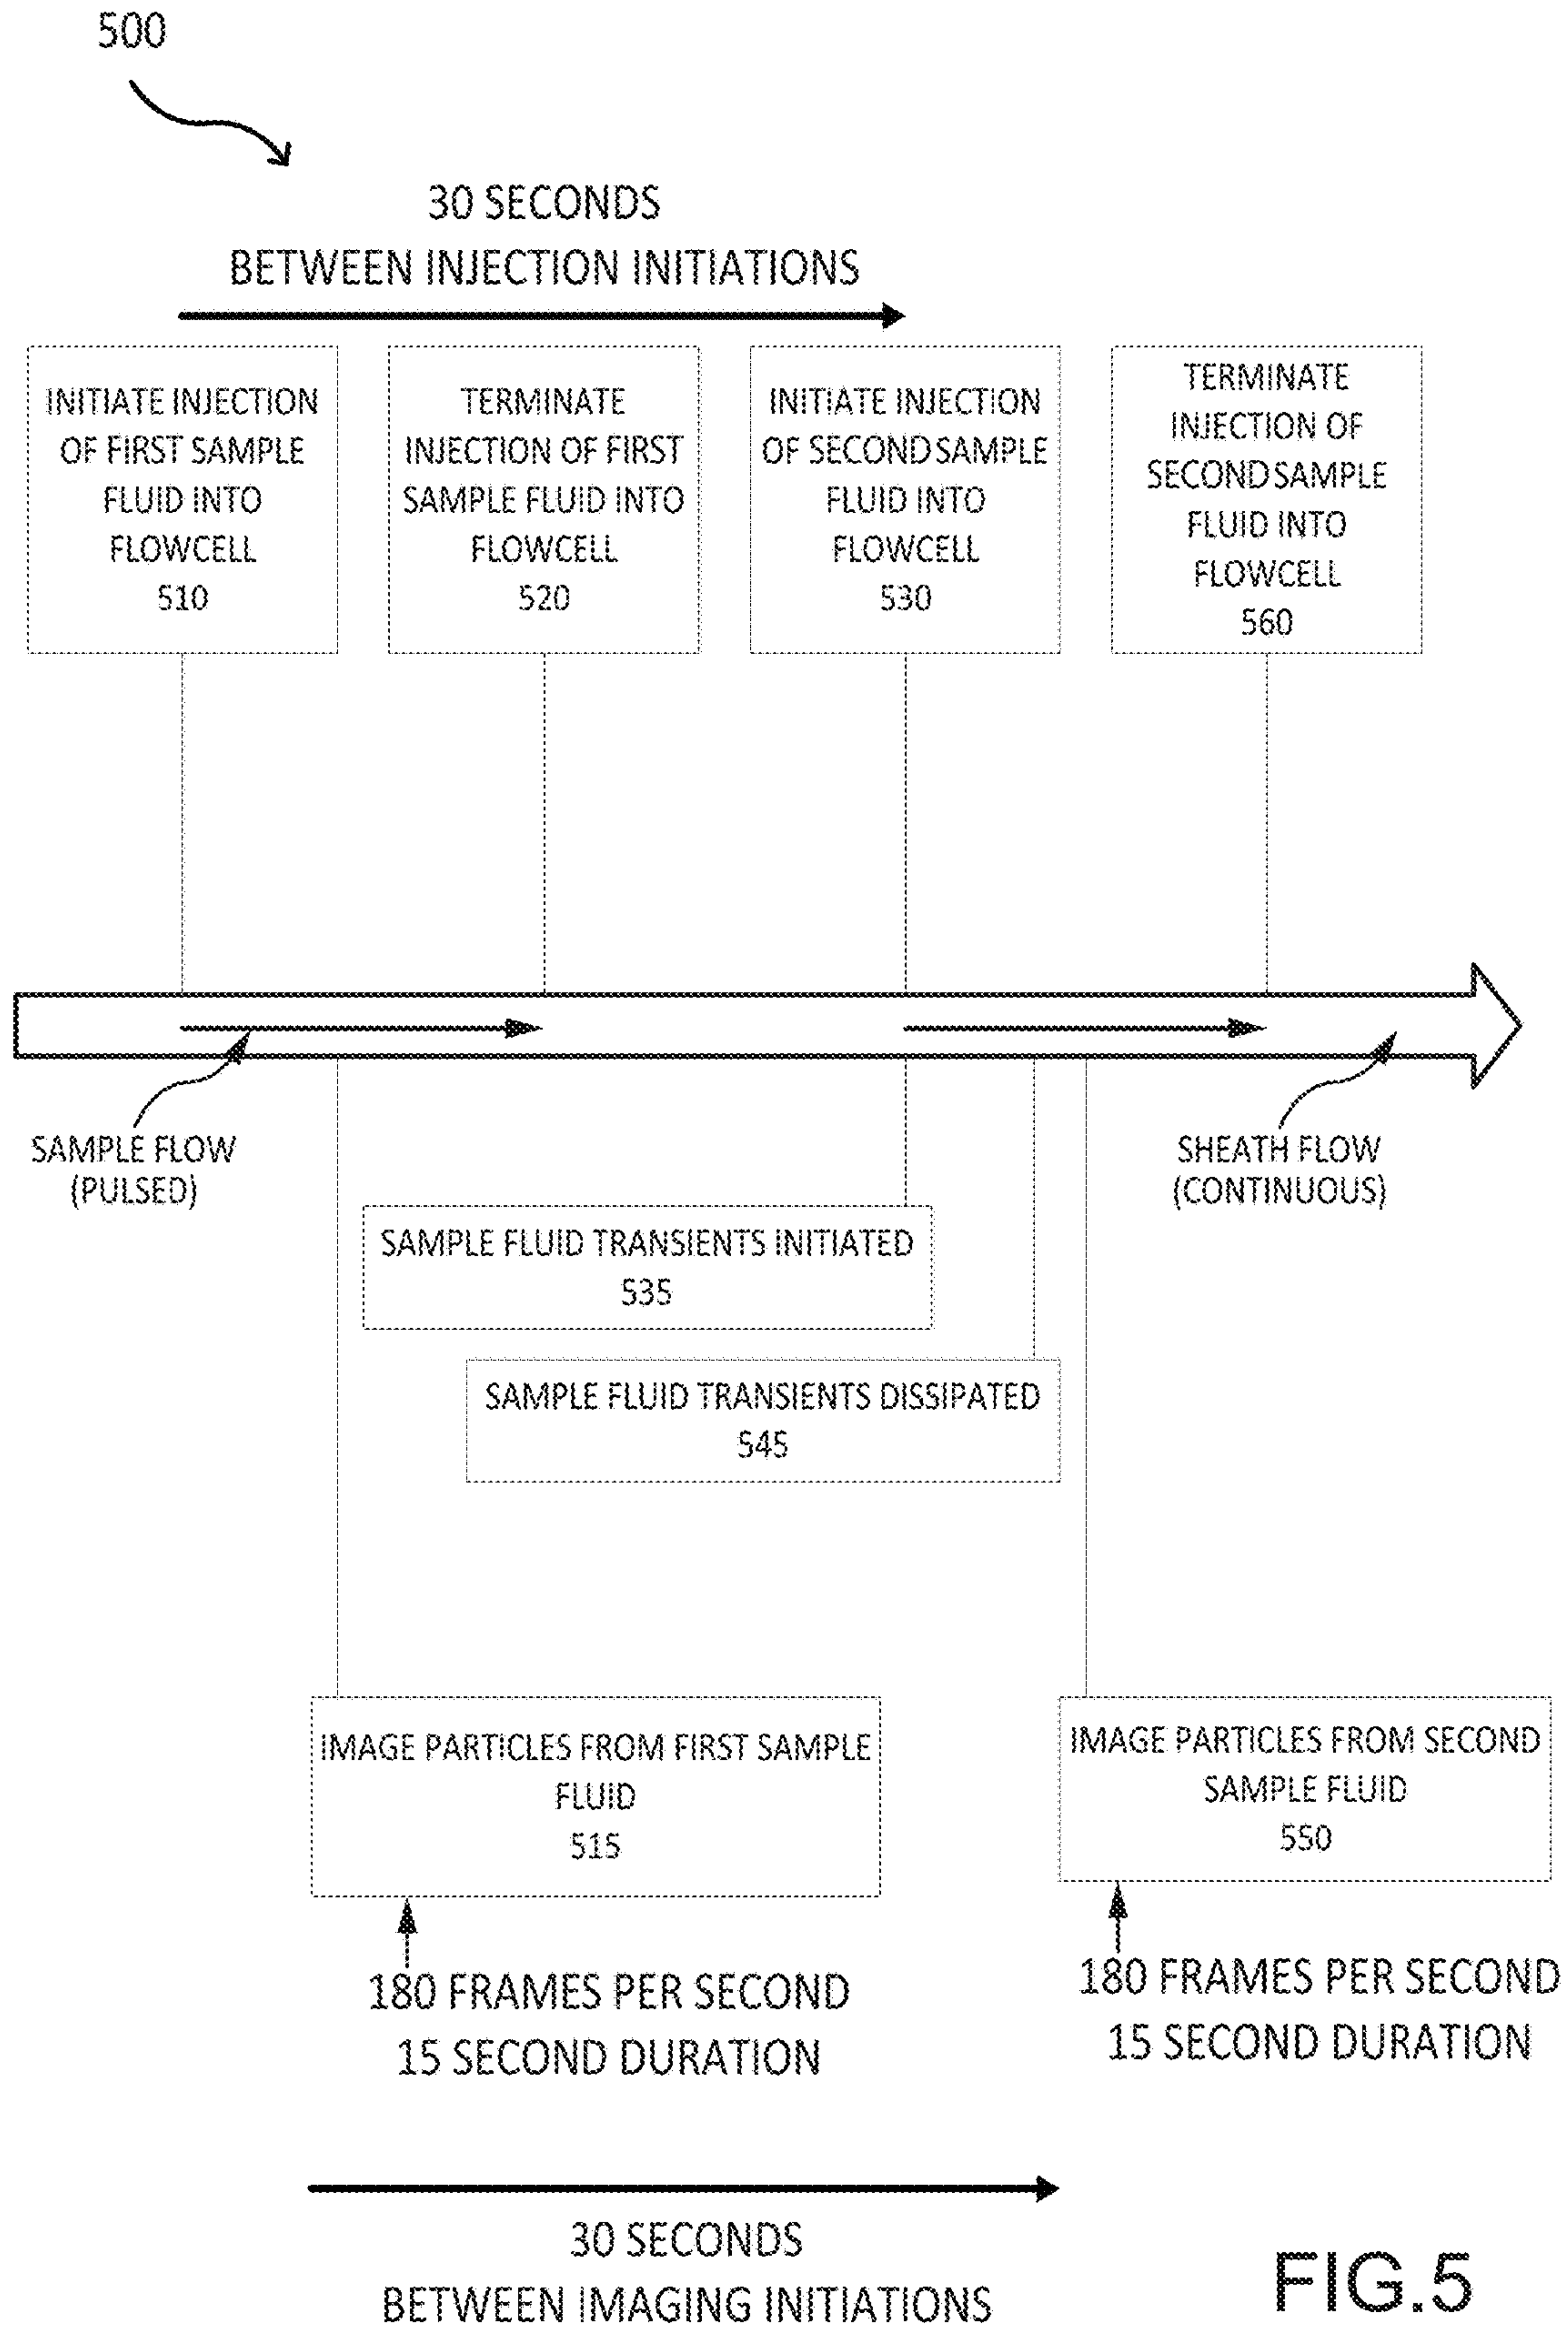 500
30 SECONDS
BETWEEN INJECTION INITIATIONS
INITIATE INJECTION
OF FIRST SAMPLE
FLUID INTO
FLOWCELL
510
TERMINATE
INJECTION OF FIRST
SAMPLE FLUID INTO
FLOWCELL
520
INITIATE INJECTION
OF SECOND SAMPLE
FLUID INTO
FLOWCELL
530
TERMINATE
INJECTION OF
SECOND SAMPLE
FLUID INTO
FLOWCELL
560
SAMPLE FLOW
(PULSED)
SHEATH FLOW
(CONTINUOUS)
SAMPLE FLUID TRANSIENTS INITIATED
535
SAMPLE FLUID TRANSIENTS DISSIPATED
545
IMAGE PARTICLES FROM FIRST SAMPLE
FLUID
515
IMAGE PARTICLES FROM SECOND
SAMPLE FLUID
550
180 FRAMES PER SECOND
15 SECOND DURATION
180 FRAMES PER SECOND
15 SECOND DURATION
30 SECONDS
BETWEEN IMAGING INITIATIONS
FIG.5